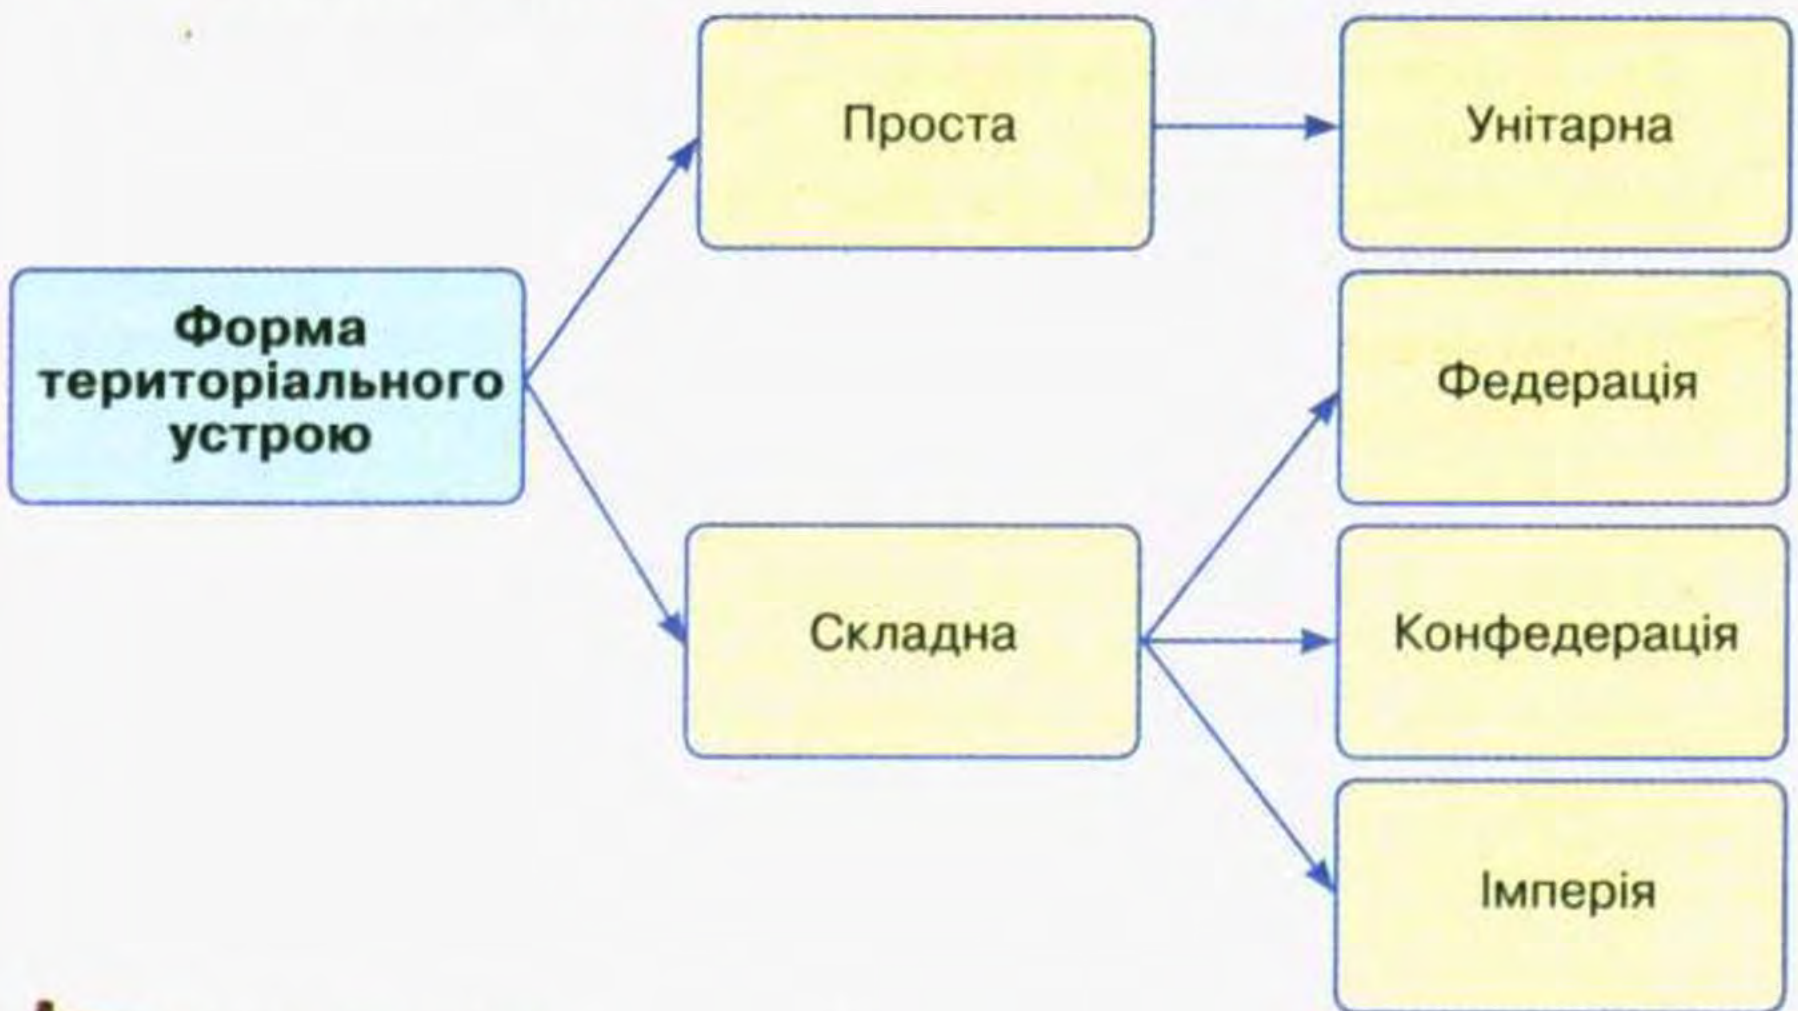 Форма
територіального
устрою
Проста
Складна
Унітарна
Федерація
Конфедерація
Імперія